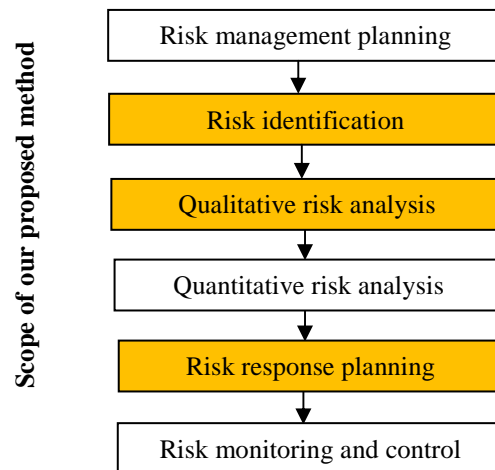 Scope of our proposed method
Risk management planning
Risk identification
Qualitative risk analysis
Quantitative risk analysis
Risk response planning
Risk monitoring and control